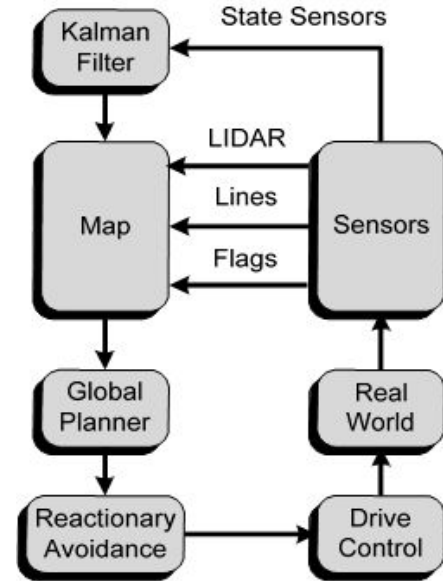 State Sensors
Kalman
Filter
LIDAR
Lines
Map
Sensors
Flags
Global
Planner
Real
World
Reactionary
Avoidance
Drive
Control